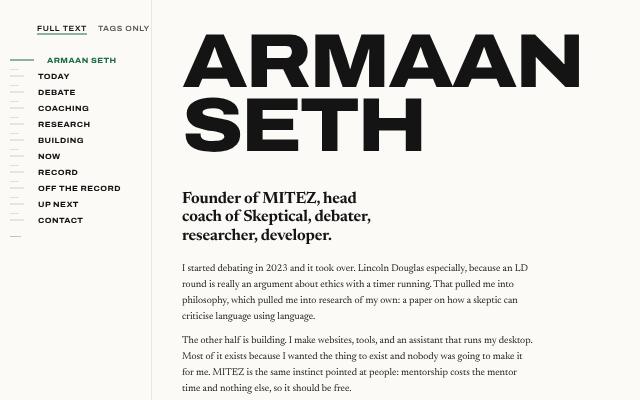 FULL TEXT TAGS ONLY
ARMAAN SETH
TODAY
DEBATE
COACHING
RESEARCH
BUILDING
NOW
RECORD
OFF THE RECORD
UP NEXT
CONTACT
ARMAAN
SETH
Founder of MITEZ, head
coach of Skeptical, debater,
researcher, developer.
I started debating in 2023 and it took over. Lincoln Douglas especially, because an LD
round is really an argument about ethics with a timer running. That pulled me into
philosophy, which pulled me into research of my own: a paper on how a skeptic can
criticise language using language.
The other half is building. I make websites, tools, and an assistant that runs my desktop.
Most of it exists because I wanted the thing to exist and nobody was going to make it
for me. MITEZ is the same instinct pointed at people: mentorship costs the mentor
time and nothing else, so it should be free.